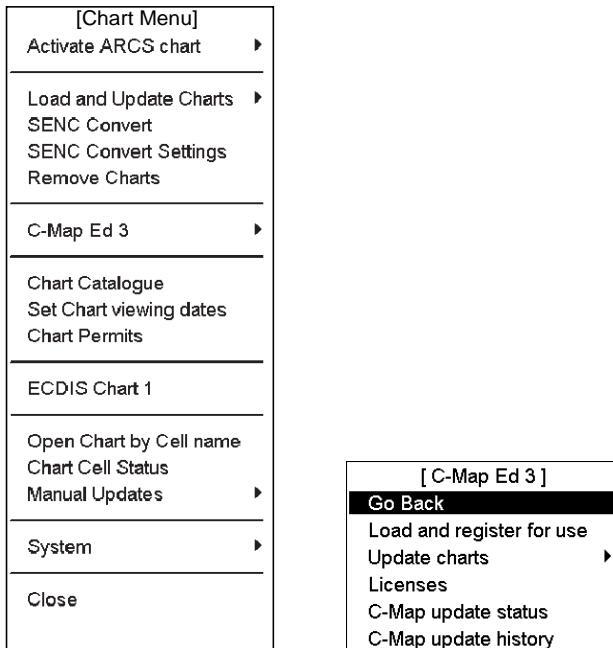 [Chart Menu]
Activate ARCS chart
Load and Update Charts
SENC Convert
SENC Convert Settings
Remove Charts
C-Map Ed 3
Chart Catalogue
Set Chart viewing dates
Chart Permits
ECDIS Chart 1
Open Chart by Cell name
Chart Cell Status
Manual Updates
System
Close
[ C-Map Ed 3 ]
Go Back
Load and register for use
Update charts
Licenses
C-Map update status
C-Map update history